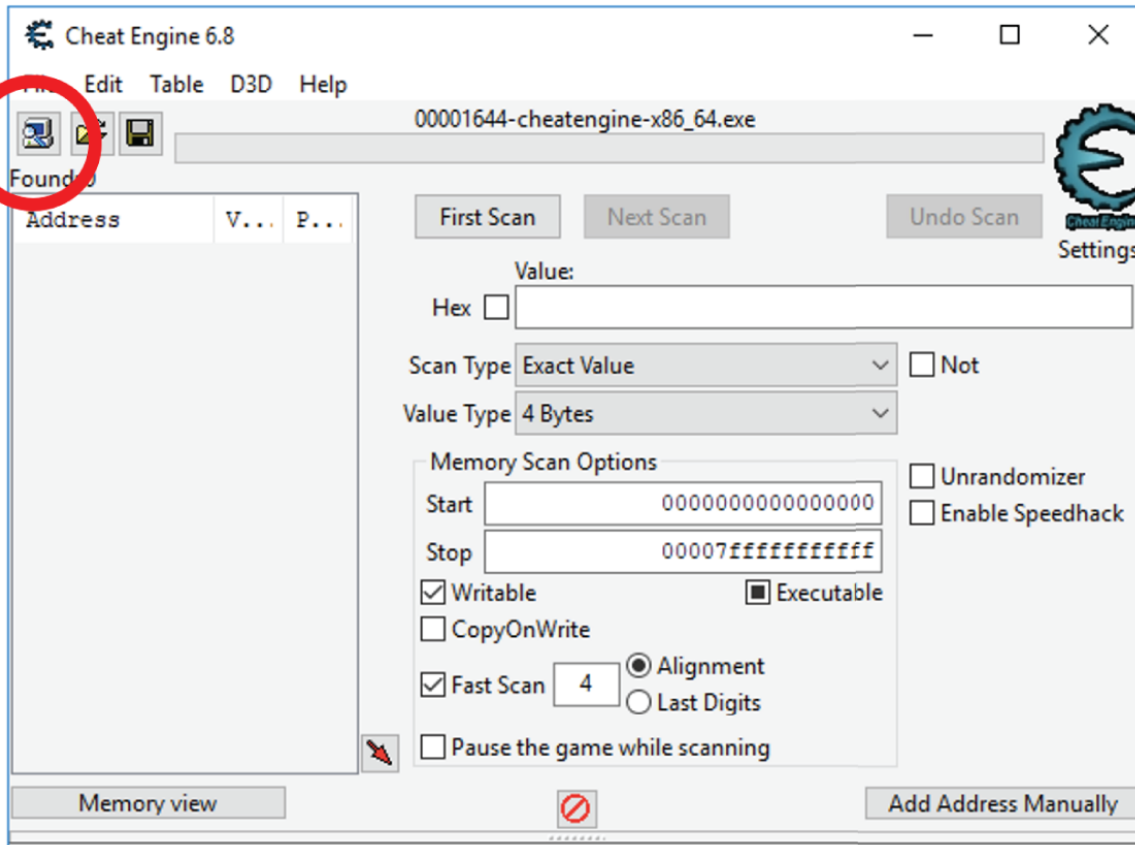 Cheat Engine 6.8
Edit Table D3D Help
00001644-cheatengine-x86_64.exe
Address V... P...
First Scan Next Scan Undo Scan
Cheat Engin
Settings
Value:
Hex
Scan Type Exact Value Not
Value Type 4 Bytes
Memory Scan Options
Unrandomizer
Start 0000000000000000
Enable Speedhack
Stop 00007fffffffffff
Writable Executable
CopyOnWrite
Fast Scan 4 Alignment
Last Digits
Pause the game while scanning
Memory view Add Address Manually